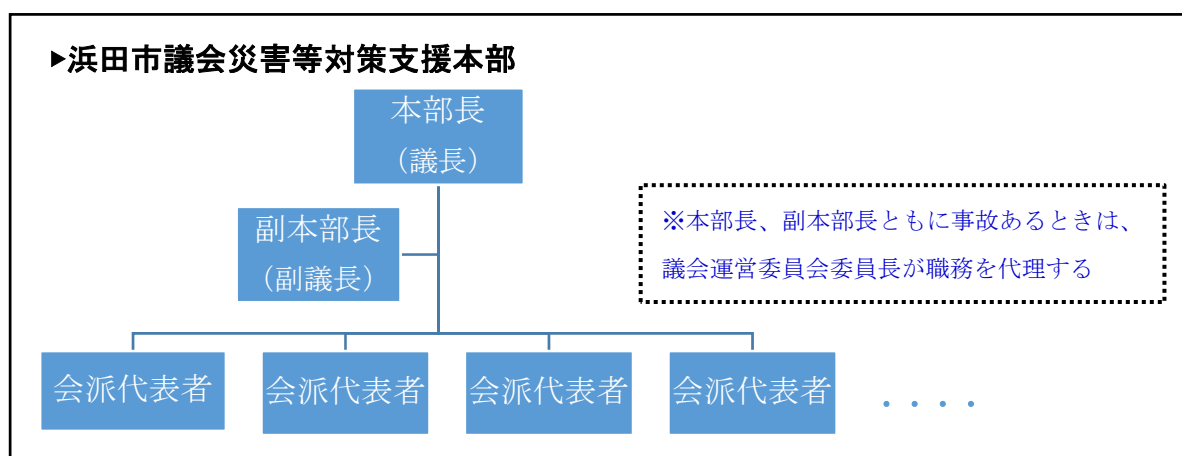 ▶浜田市議会災害等対策支援本部
本部長
（議長）
副本部長
（副議長）
※本部長、副本部長ともに事故あるときは、
議会運営委員会委員長が職務を代理する
会派代表者
会派代表者
会派代表者
会派代表者
・・・・